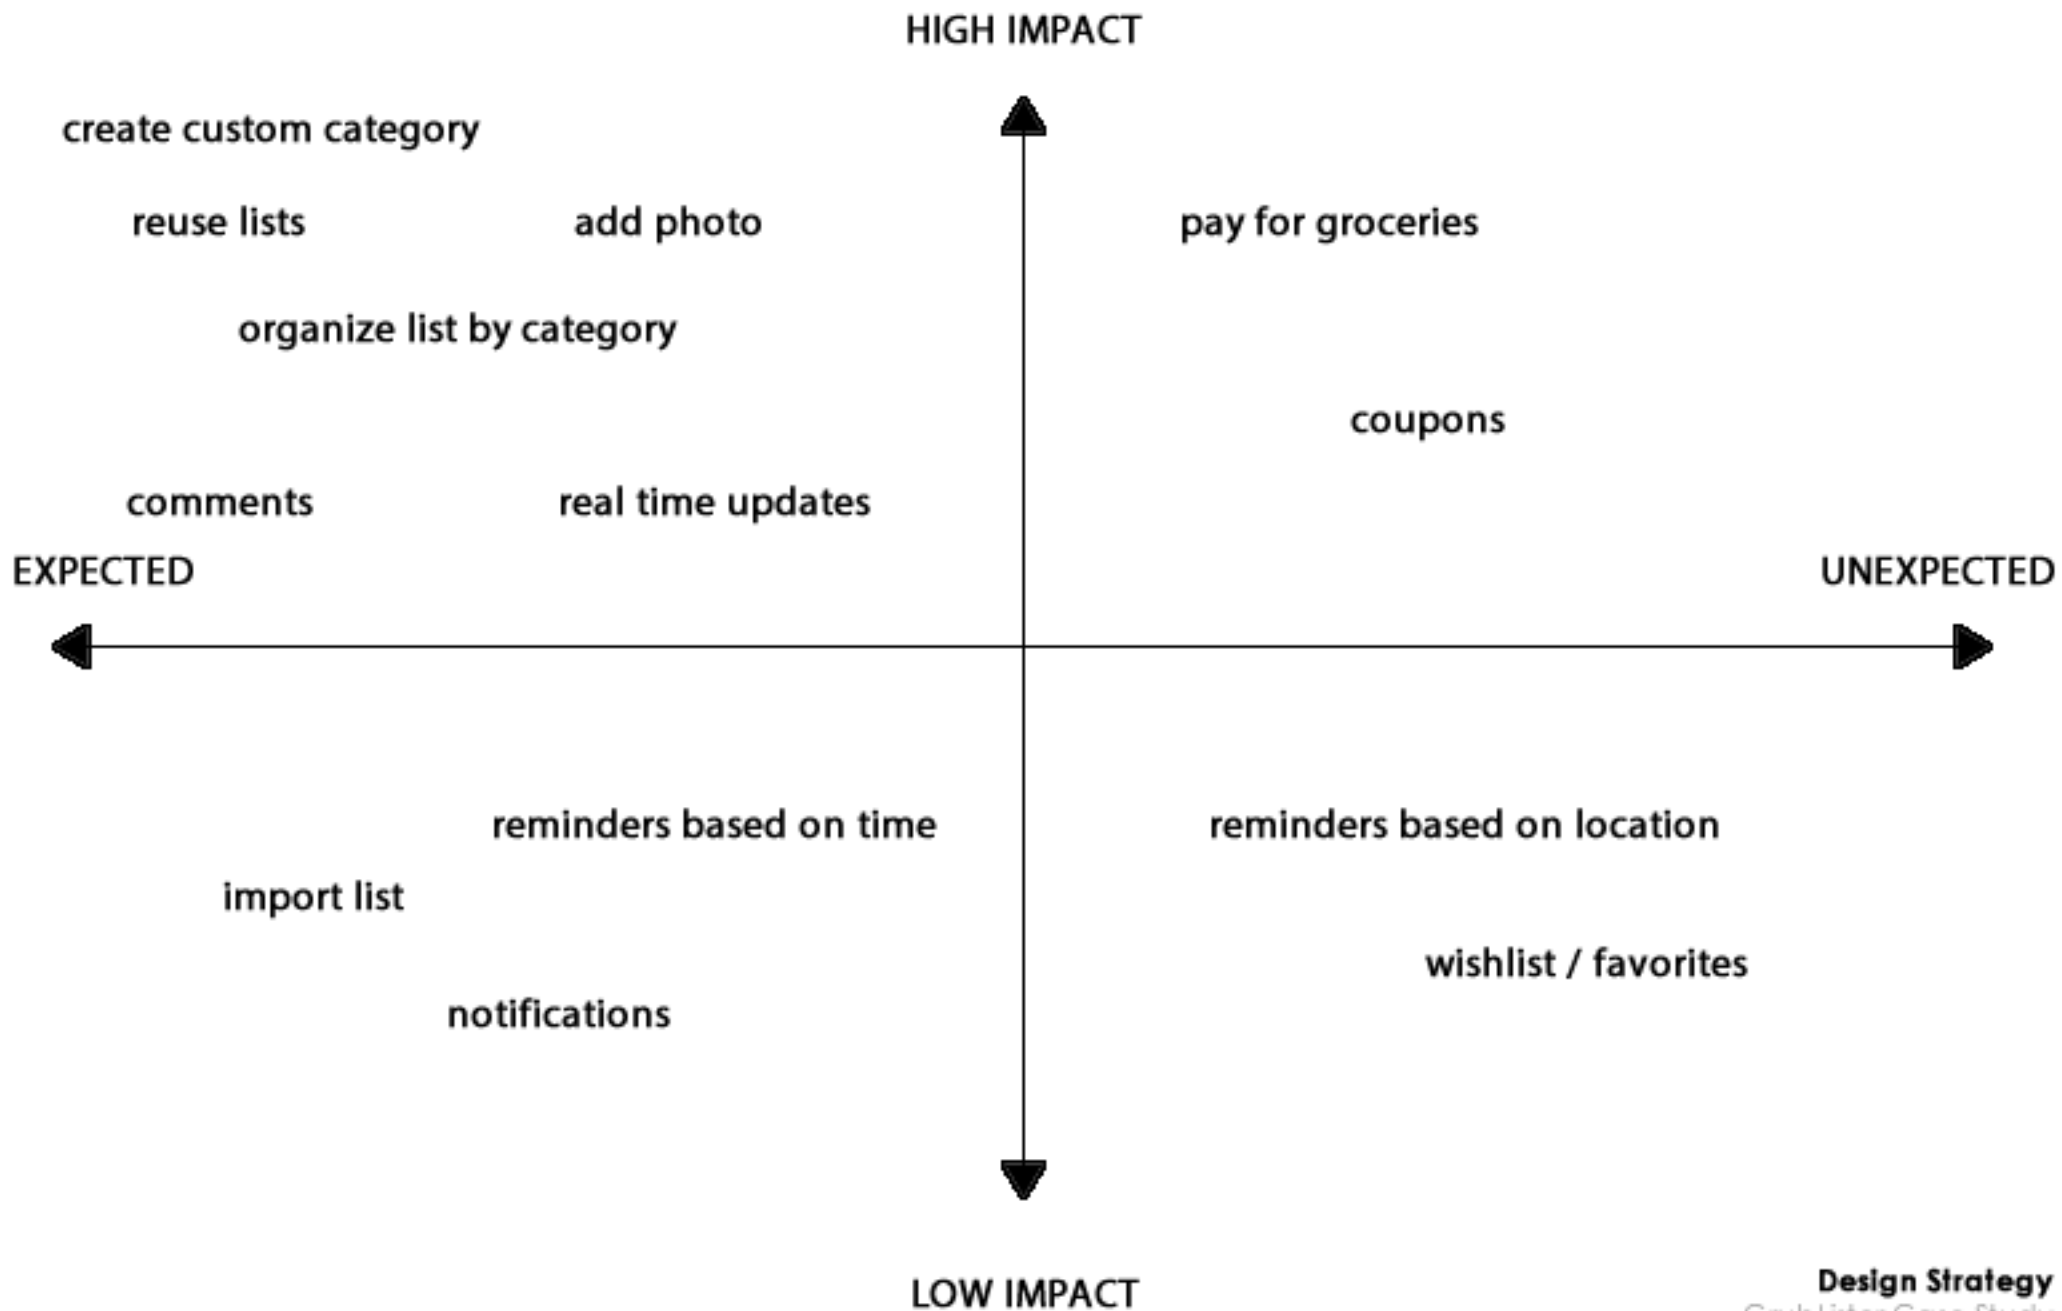 HIGH IMPACT
create custom category
reuse lists
add photo
pay for groceries
organize list by category
coupons
comments
real time updates
EXPECTED
UNEXPECTED
reminders based on time
reminders based on location
import list
wishlist / favorites
notifications
LOW IMPACT
Design Strategy